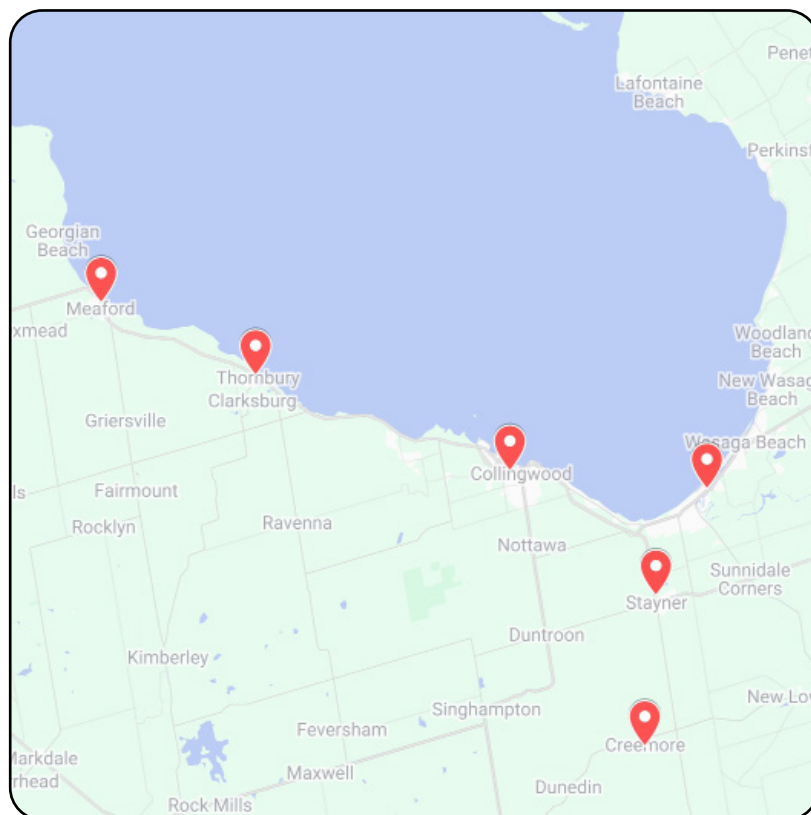 Penet
Lafontaine
Beach
Perkinsf
Georgian
Beach
Meaford
xmead
Woodland
Beach
Thornbury
Clarksburg
New Wasag
Beach
Griersville
Wasaga Beach
Collingwood
lls
Fairmount
Rocklyn
Ravenna
Nottawa
Sunnidale
Corners
Stayner
Duntroon
Kimberley
New Low
Singhampton
Feversham
Creemore
Markdale
rhead
Maxwell
Dunedin
Rock Mills